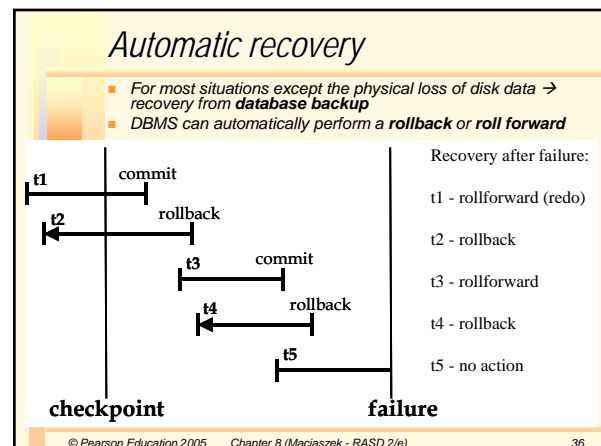 Automatic recovery
For most situations except the physical loss of disk data →
recovery from database backup
DBMS can automatically perform a rollback or roll forward
Recovery after failure:
t1 commit
t1 - rollforward (redo)
t2 rollback
t2 - rollback
t3 commit
t3 - rollforward
t4 rollback
t4 - rollback
t5
t5 - no action
checkpoint failure
© Pearson Education 2005 Chapter 8 (Maciaszek - RASD 2/e) 36